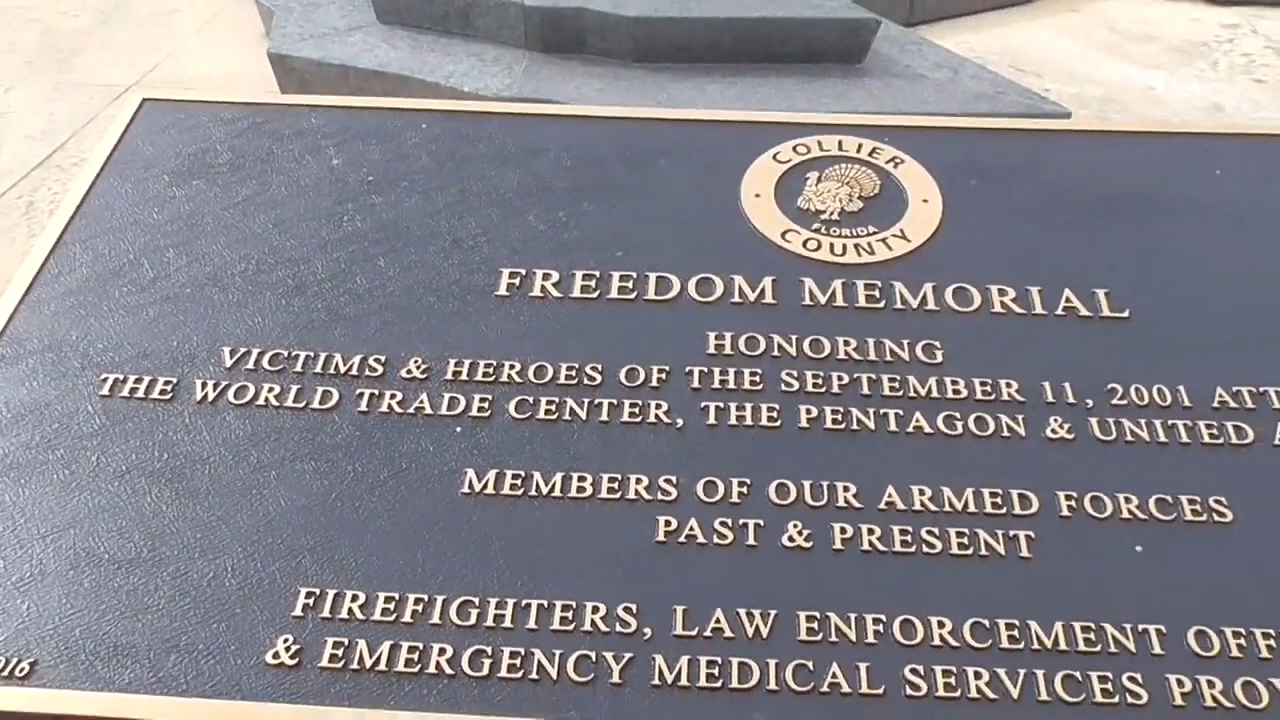 COLLIER
FLORIDA
COUNTY
FREEDOM MEMORIAL
HONORING
VICTIMS & HEROES OF THE SEPTEMBER 11, 2001
THE WORLD TRADE CENTER, THE PENTAGON & UNITED
MEMBERS OF OUR ARMED FORCES
PAST & PRESENT
FIREFIGHTERS, LAW ENFORCEMENT
& EMERGENCY MEDICAL SERVICES